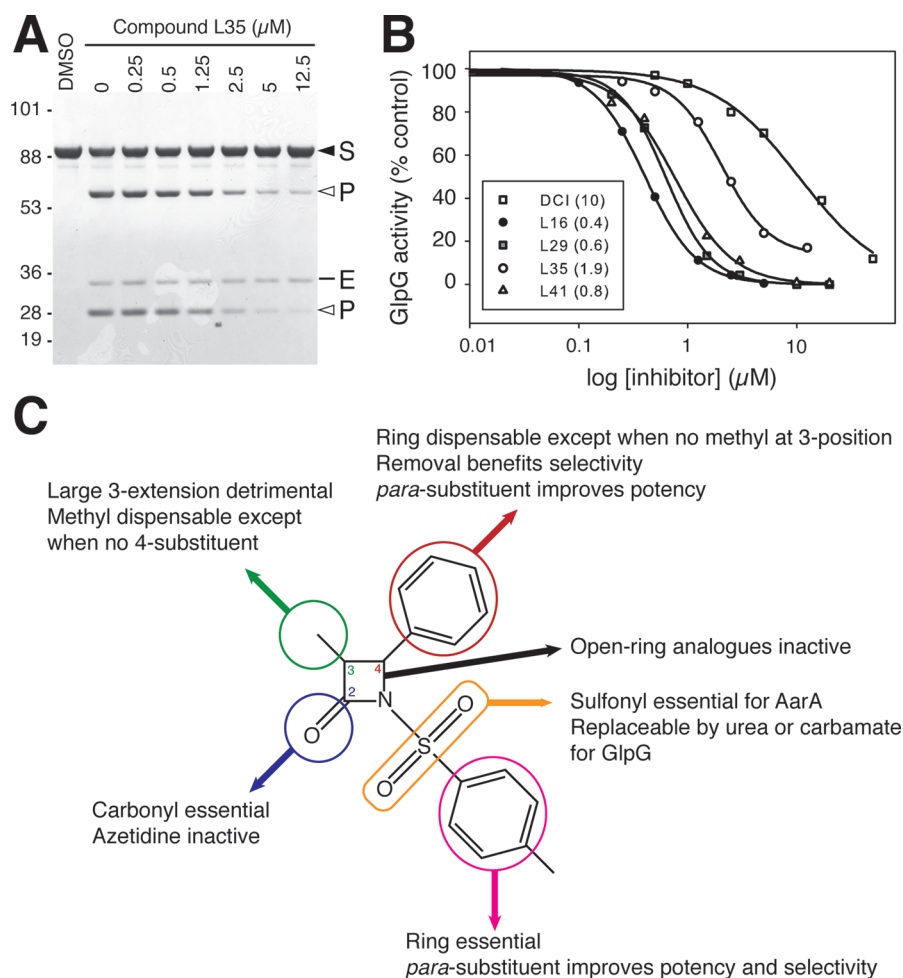 A
Compound L35 (µM)
DMSO
0
0.25
0.5
1.25
2.5
5
12.5
101
88
53
36
28
19
S
P
E
P
B
GlpG activity (% control)
100
80
60
40
20
0
DCI (10)
L16 (0.4)
L29 (0.6)
L35 (1.9)
L41 (0.8)
0.01
0.1
1
10
log [inhibitor] (µM)
C
Ring dispensable except when no methyl at 3-position
Removal benefits selectivity
para-substituent improves potency
Large 3-extension detrimental
Methyl dispensable except
when no 4-substituent
Open-ring analogues inactive
3
4
2
N
O
O
S
O
Sulfonyl essential for AarA
Replaceable by urea or carbamate
for GlpG
Carbonyl essential
Azetidine inactive
Ring essential
para-substituent improves potency and selectivity